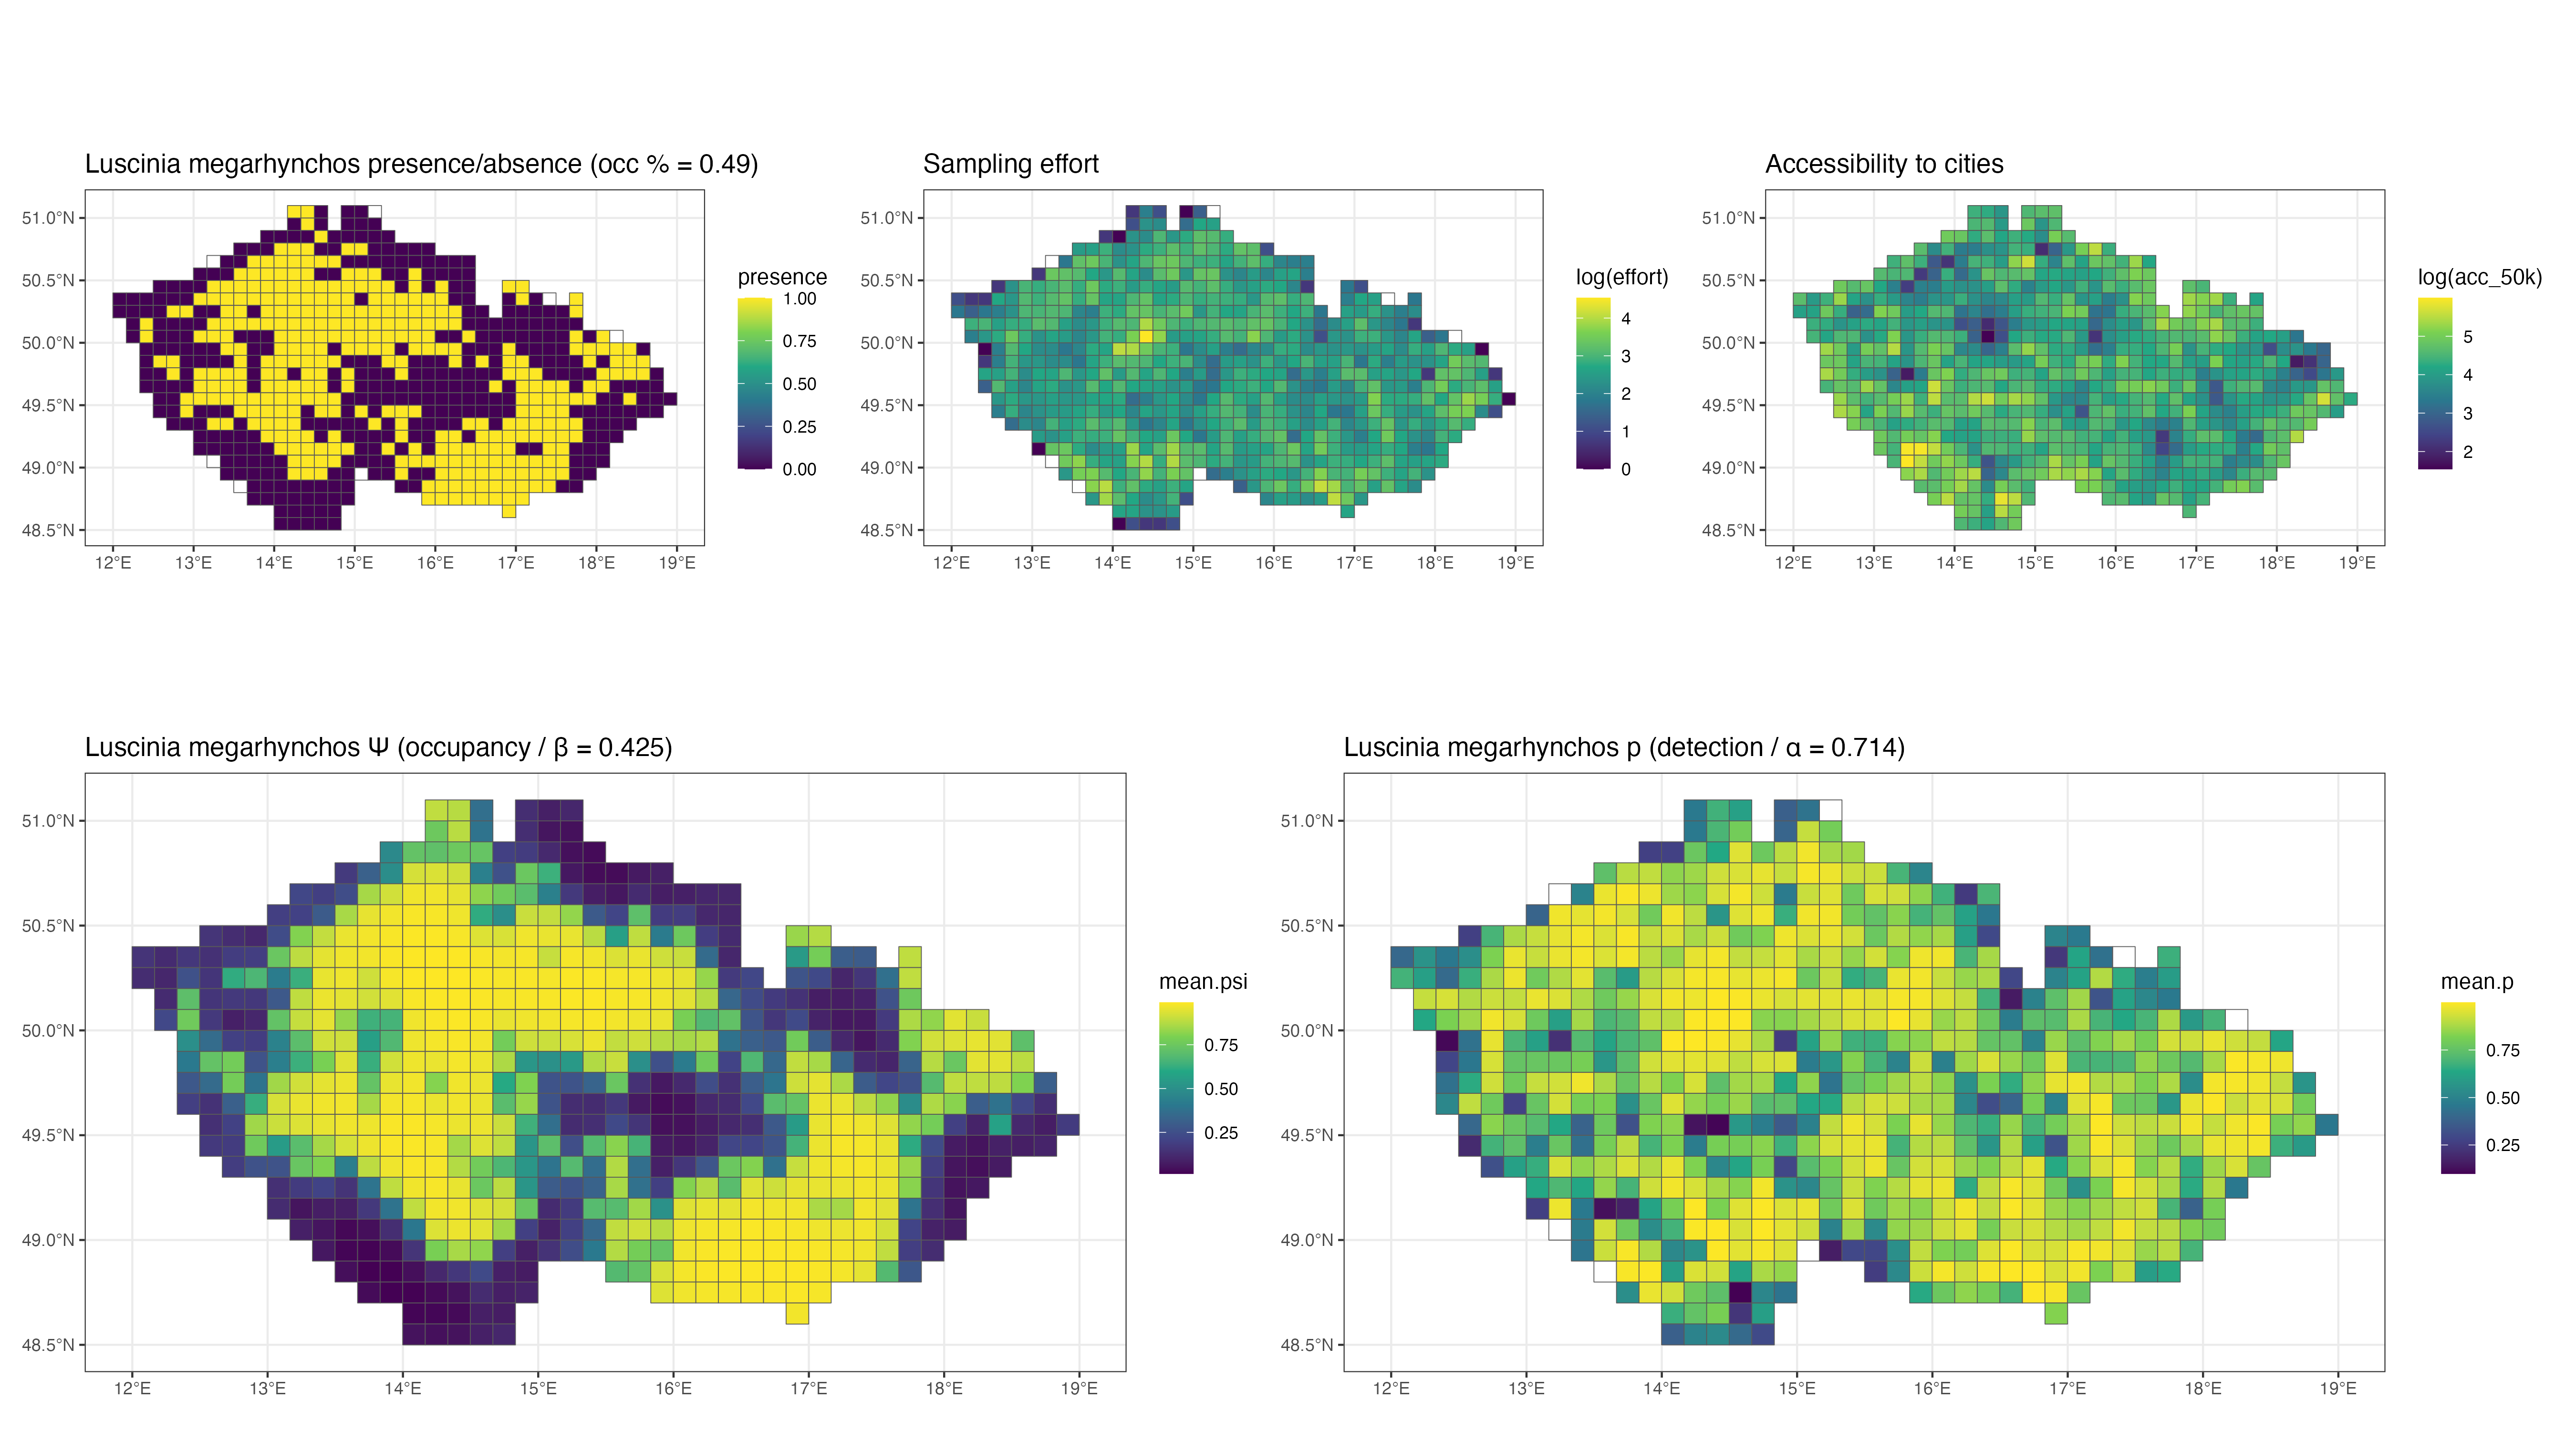 Luscinia megarhynchos presence/absence (occ % = 0.49)
51.0°N
50.5°N
50.0°N
49.5°N
49.0°N
48.5°N
12°E 13°E 14°E 15°E 16°E 17°E 18°E 19°E
presence
1.00
0.75
0.50
0.25
0.00
Sampling effort
51.0°N
50.5°N
50.0°N
49.5°N
49.0°N
48.5°N
12°E 13°E 14°E 15°E 16°E 17°E 18°E 19°E
log(effort)
4
3
2
1
0
Accessibility to cities
51.0°N
50.5°N
50.0°N
49.5°N
49.0°N
48.5°N
12°E 13°E 14°E 15°E 16°E 17°E 18°E 19°E
log(acc_50k)
5
4
3
2
Luscinia megarhynchos Ψ (occupancy / β = 0.425)
51.0°N
50.5°N
50.0°N
49.5°N
49.0°N
48.5°N
12°E 13°E 14°E 15°E 16°E 17°E 18°E 19°E
mean.psi
0.75
0.50
0.25
Luscinia megarhynchos p (detection / α = 0.714)
51.0°N
50.5°N
50.0°N
49.5°N
49.0°N
48.5°N
12°E 13°E 14°E 15°E 16°E 17°E 18°E 19°E
mean.p
0.75
0.50
0.25